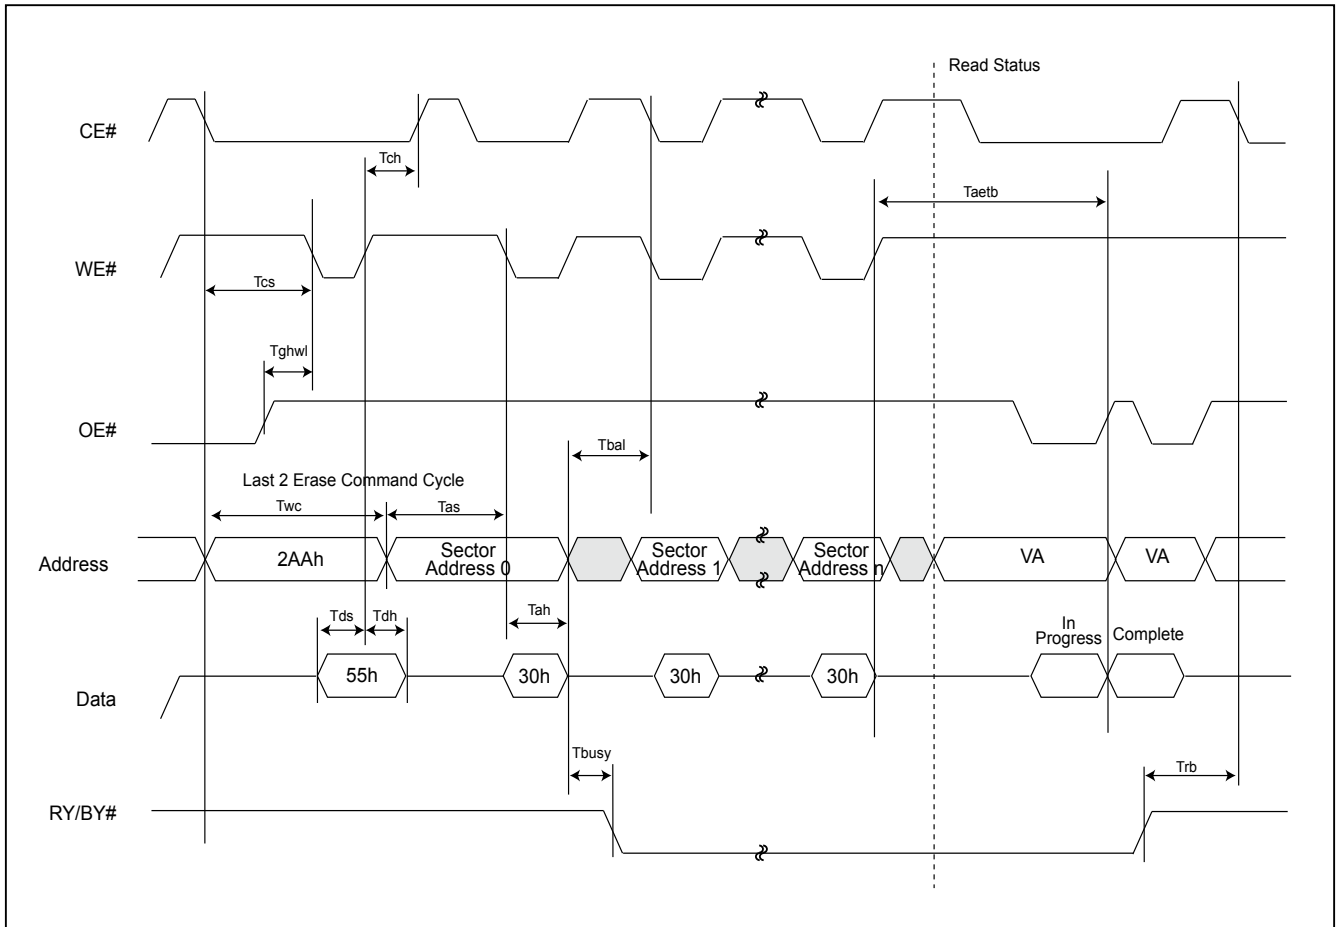 Read Status
CE#
Tch
Taetb
WE#
Tcs
Tghwl
OE#
Tbal
Last 2 Erase Command Cycle
Twc
Tas
Address
2AAh
Sector
Address 0
Sector
Address 1
Sector
Address n
VA
VA
Tds
Tdh
Tah
In
Progress
Complete
Data
55h
30h
30h
30h
Tbusy
Trb
RY/BY#